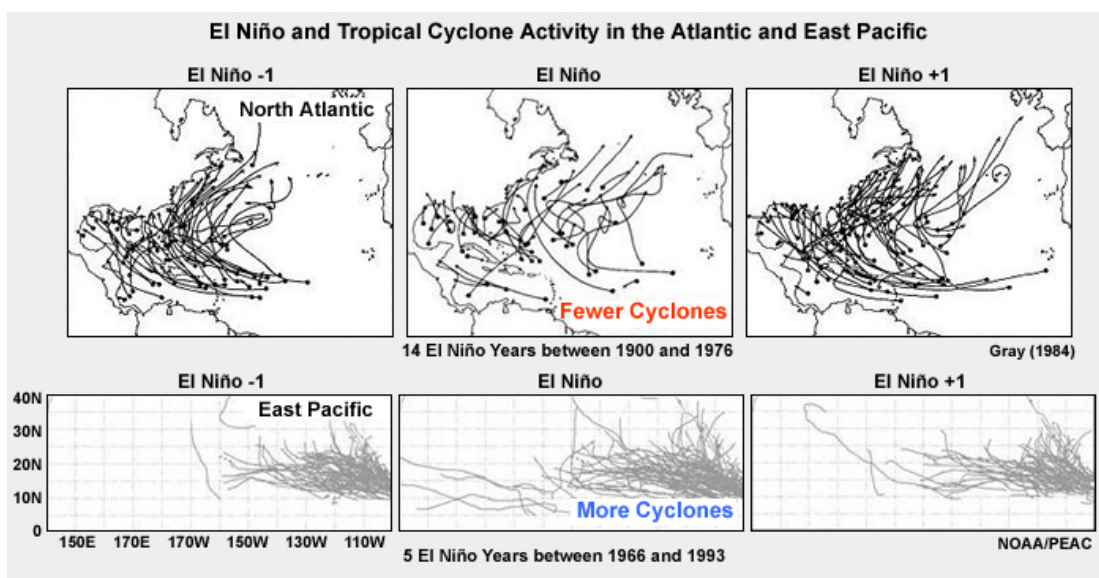 El Niño and Tropical Cyclone Activity in the Atlantic and East Pacific
El Niño -1
El Niño
El Niño +1
North Atlantic
Fewer Cyclones
14 El Niño Years between 1900 and 1976
Gray (1984)
El Niño -1
El Niño
El Niño +1
40N
30N
20N
10N
0
East Pacific
More Cyclones
150E 170E 170W 150W 130W 110W
5 El Niño Years between 1966 and 1993
NOAA/PEAC